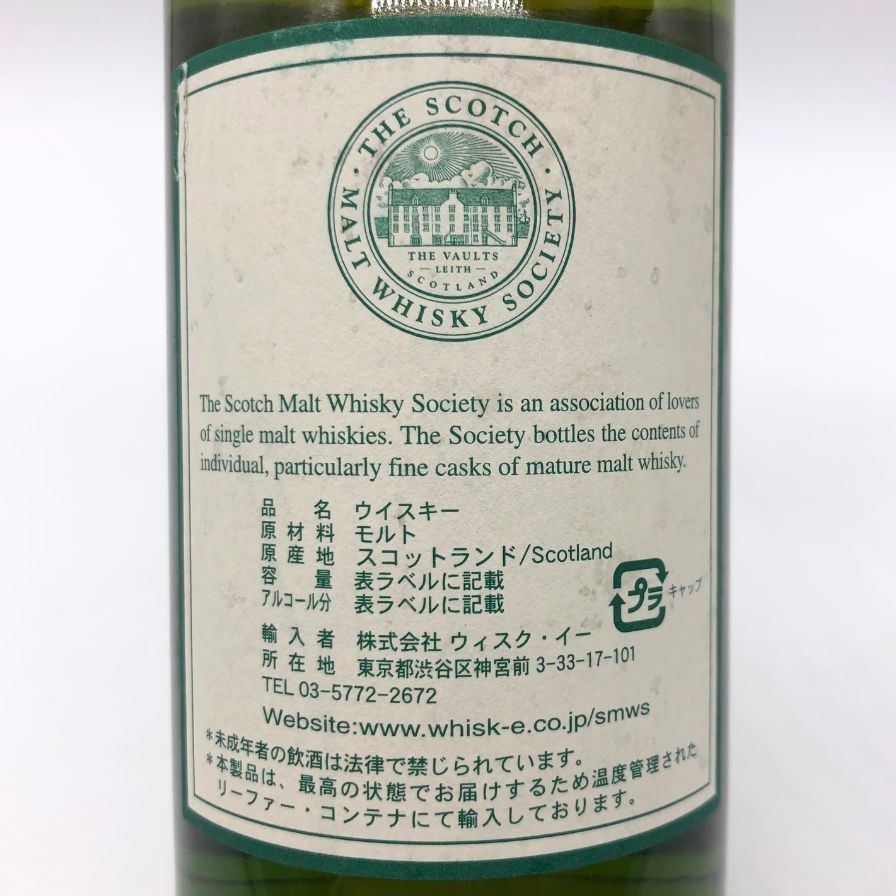 THE SCOTCH
MALT WHISKY SOCIETY
THE VAULTS
LEITH
SCOTLAND
The Scotch Malt Whisky Society is an association of lovers
of single malt whiskies. The Society bottles the contents of
individual, particularly fine casks of mature malt whisky.
品名 ウイスキー
原材料 モルト
原産地 スコットランド/Scotland
容量 表ラベルに記載
アルコール分 表ラベルに記載
プラ キャップ
輸入者 株式会社 ウィスク・イー
所在地 東京都渋谷区神宮前 3-33-17-101
TEL 03-5772-2672
Website:www.whisk-e.co.jp/smws
*未成年者の飲酒は法律で禁じられています。
*本製品は、最高の状態でお届けするため温度管理された
リーファー・コンテナにて輸入しております。